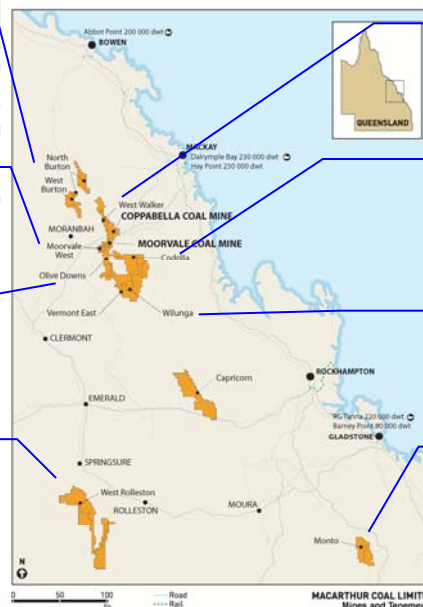 Abbot Point 200 000 dwt
BOWEN
QUEENSLAND
MACKAY
Dalrymple Bay 230 000 dwt
Hay Point 230 000 dwt
North
Burton
West
Burton
West Walker
COPPABELLA COAL MINE
MORANBAH
MOORVALE COAL MINE
Moorvale
West
Codrilla
Olive Downs
Vermont East
Wilunga
CLERMONT
Capricorn
ROCKHAMPTON
EMERALD
RG Tanna 220 000 dwt
Barney Point 80 000 dwt
GLADSTONE
SPRINGSURE
West Rolleston
ROLLESTON
MOURA
Monto
N
0 50 100
Road
Rail
MACARTHUR COAL LIMIT
Mines and Teneme